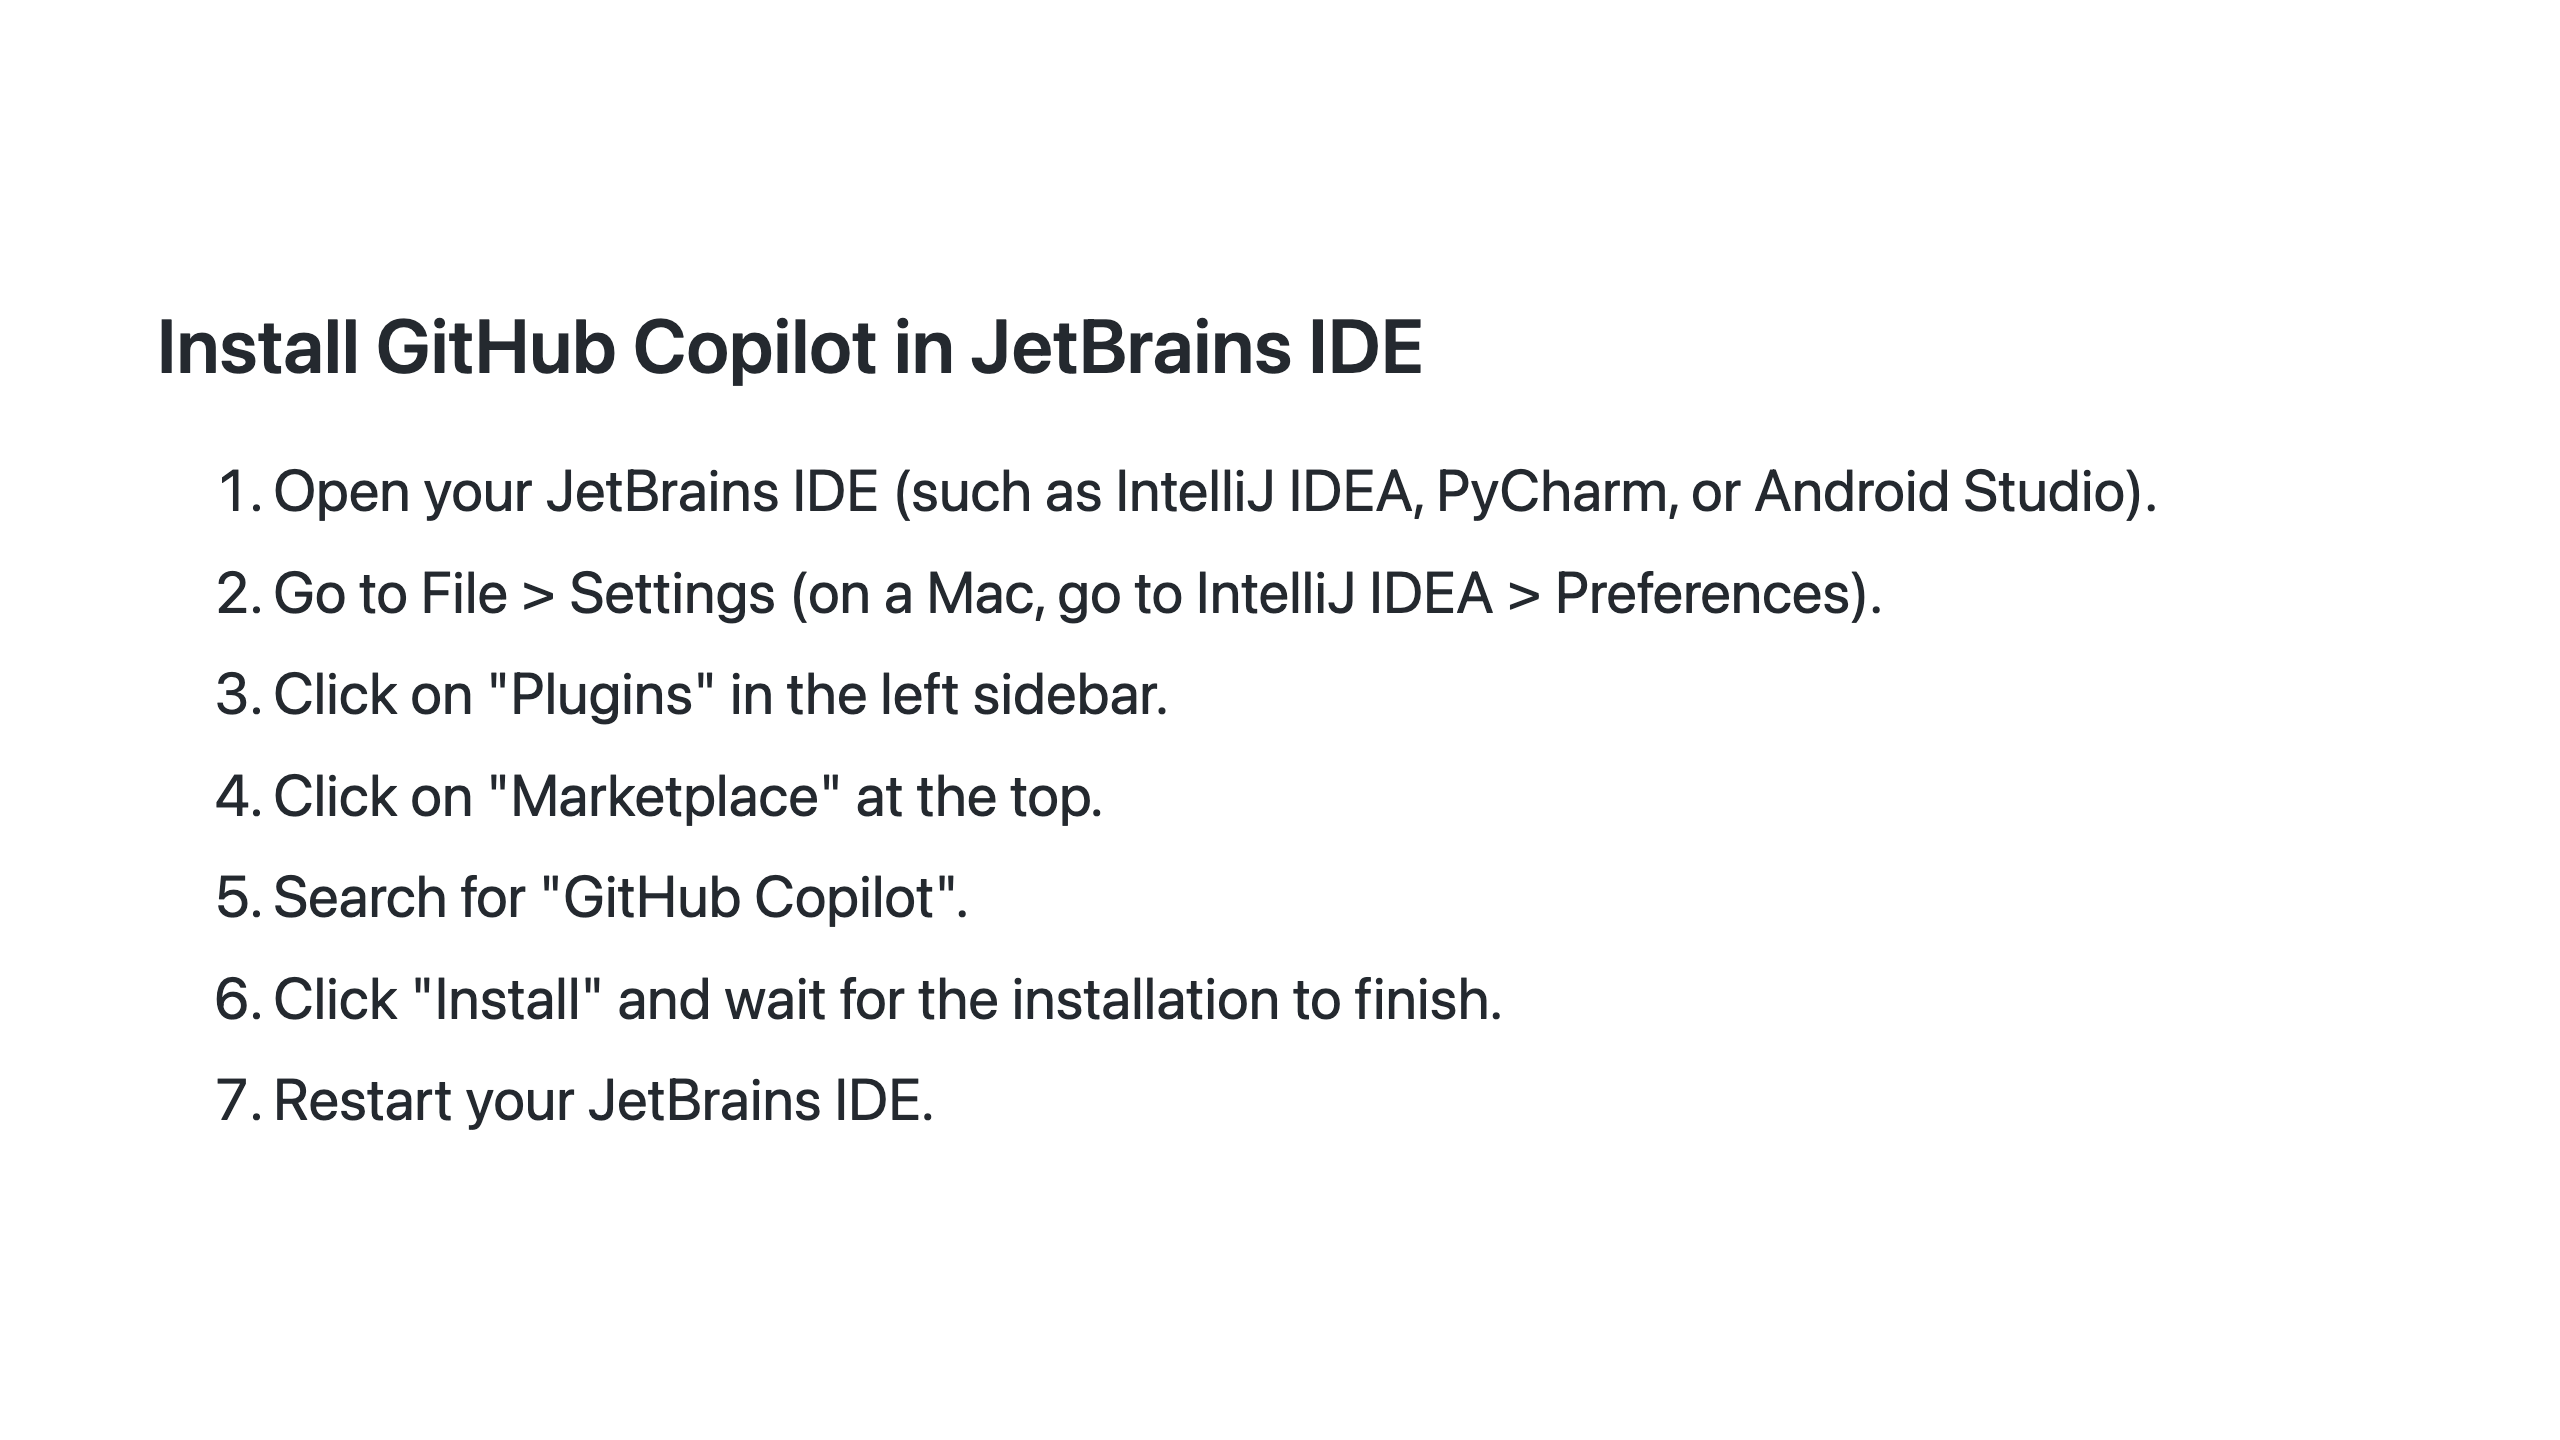 Install GitHub Copilot in JetBrains IDE
1. Open your JetBrains IDE (such as IntelliJ IDEA, PyCharm, or Android Studio).
2. Go to File > Settings (on a Mac, go to IntelliJ IDEA > Preferences).
3. Click on "Plugins" in the left sidebar.
4. Click on "Marketplace" at the top.
5. Search for "GitHub Copilot".
6. Click "Install" and wait for the installation to finish.
7. Restart your JetBrains IDE.